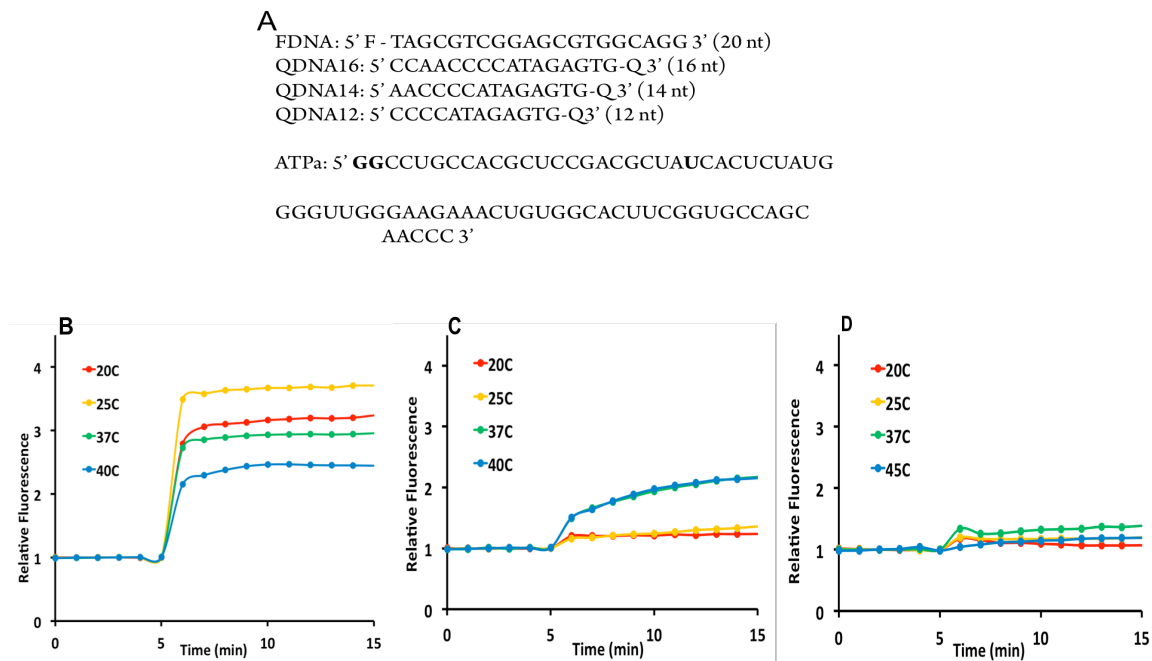 A
FDNA: 5' F - TAGCGTCGGAGCGTGGCAGG 3' (20 nt)
QDNA16: 5' CCAACCCCATAGAGTG-Q 3' (16 nt)
QDNA14: 5' AACCCCATAGAGTG-Q 3' (14 nt)
QDNA12: 5' CCCCATAGAGTG-Q3' (12 nt)
ATPa: 5' GGCCUGCCACGCUCCGACGCUAUCACUCUAUG
GGGUUGGGAAGAAACUGUGGCACUUCGGUGCCAGC
AACCC 3'
B
4
3
2
1
0
0 5 10 15
Relative Fluorescence
Time (min)
20C
25C
37C
40C
C
4
3
2
1
0
0 5 10 15
Relative Fluorescence
Time (min)
20C
25C
37C
40C
D
4
3
2
1
0
0 5 10 15
Relative Fluorescence
Time (min)
20C
25C
37C
45C